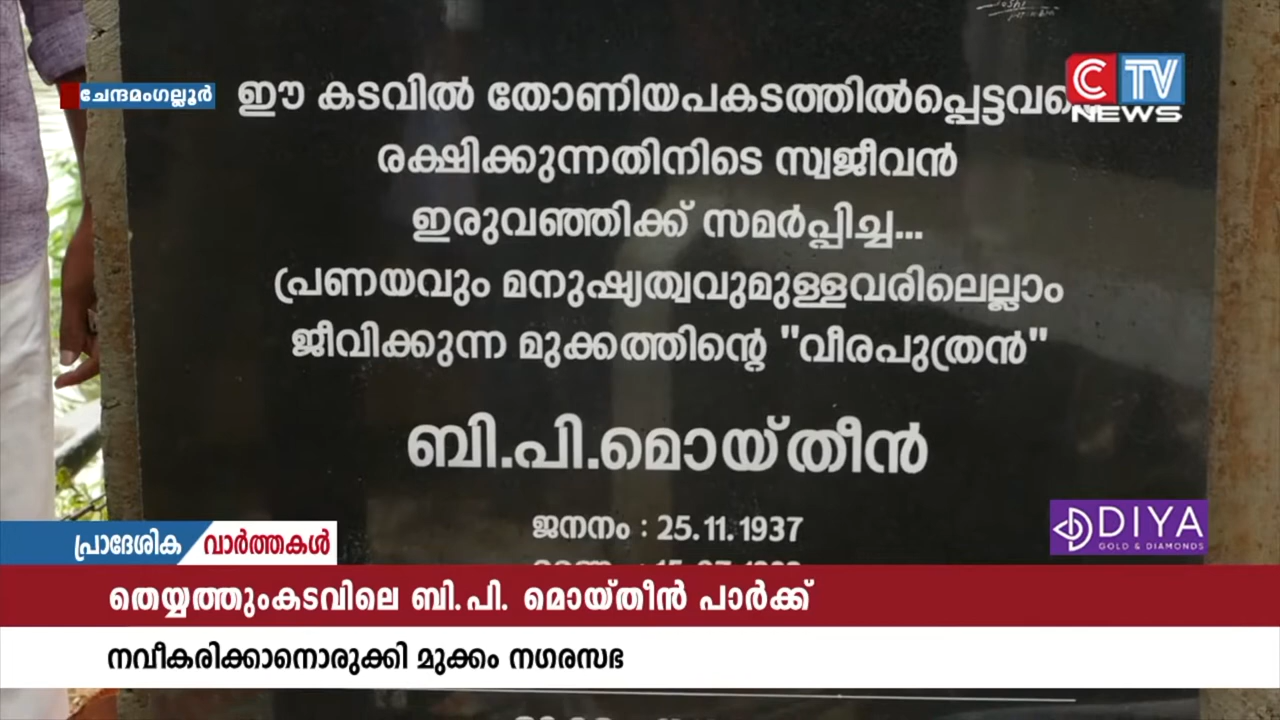 ഈ കടവിൽ തോണിയപകടത്തിൽപ്പെട്ടവരെ
രക്ഷിക്കുന്നതിനിടെ സ്വജീവൻ
ഇരുവഞ്ഞിക്ക് സമർപ്പിച്ച...
പ്രണയവും മനുഷ്യത്വവുമുള്ളവരിലെല്ലാം
ജീവിക്കുന്ന മുക്കത്തിന്റെ "വീരപുത്രൻ"
ബി.പി.മൊയ്തീൻ
ജനനം : 25.11.1937
ചേന്ദമംഗല്ലൂർ
CTV
NEWS
DIYA
GOLD & DIAMONDS
പ്രാദേശിക വാർത്തകൾ
തെയ്യത്തുംകടവിലെ ബി.പി. മൊയ്തീൻ പാർക്ക്
നവീകരിക്കാനൊരുക്കി മുക്കം നഗരസഭ